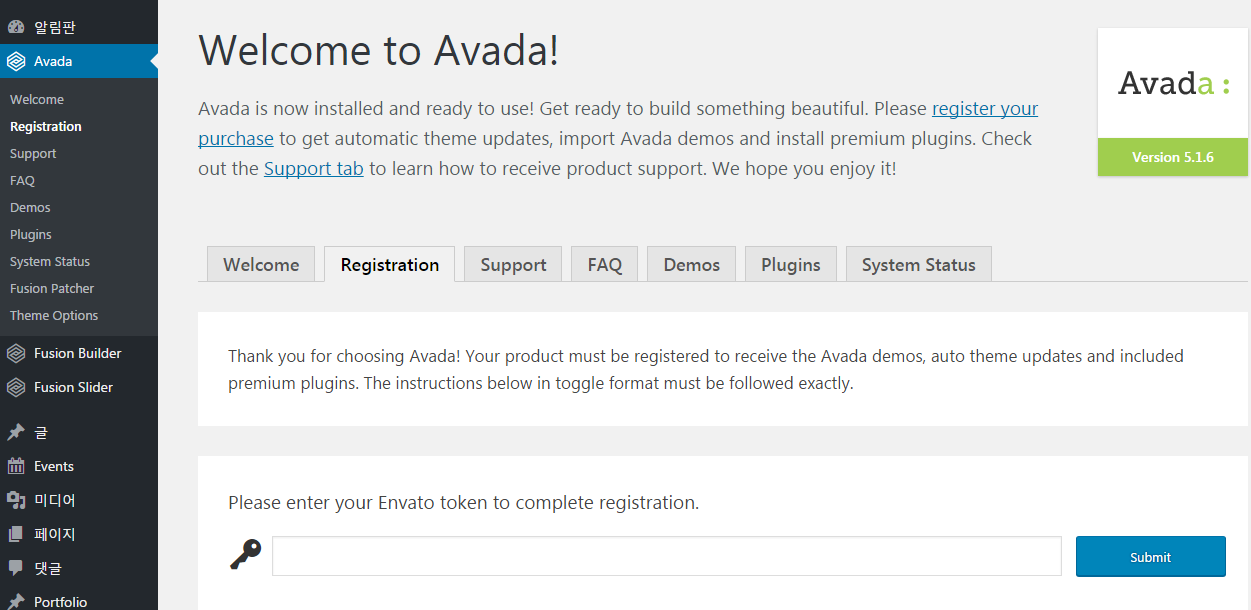 알림판
Avada
Welcome
Registration
Support
FAQ
Demos
Plugins
System Status
Fusion Patcher
Theme Options
Fusion Builder
Fusion Slider
글
Events
미디어
페이지
댓글
Portfolio
Welcome to Avada!
Avada is now installed and ready to use! Get ready to build something beautiful. Please register your
purchase to get automatic theme updates, import Avada demos and install premium plugins. Check
out the Support tab to learn how to receive product support. We hope you enjoy it!
Avada:
Version 5.1.6
Welcome Registration Support FAQ Demos Plugins System Status
Thank you for choosing Avada! Your product must be registered to receive the Avada demos, auto theme updates and included
premium plugins. The instructions below in toggle format must be followed exactly.
Please enter your Envato token to complete registration.
Submit